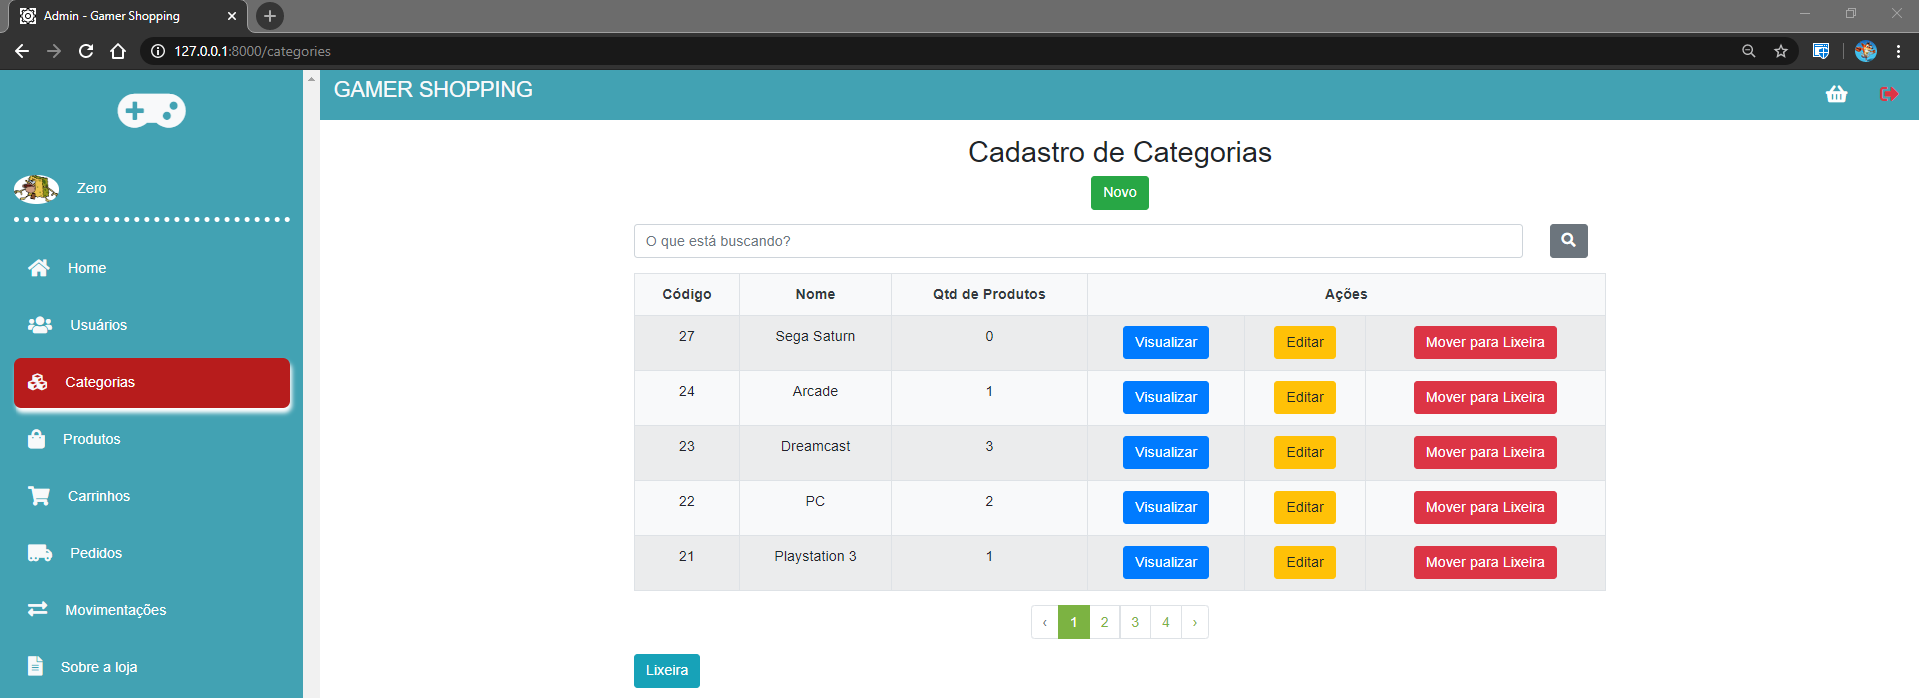 Admin - Gamer Shopping
127.0.0.1:8000/categories
GAMER SHOPPING
Zero
Home
Usuários
Categorias
Produtos
Carrinhos
Pedidos
Movimentações
Sobre a loja
Cadastro de Categorias
Novo
O que está buscando?
Código Nome Qtd de Produtos Ações
27 Sega Saturn 0 Visualizar Editar Mover para Lixeira
24 Arcade 1 Visualizar Editar Mover para Lixeira
23 Dreamcast 3 Visualizar Editar Mover para Lixeira
22 PC 2 Visualizar Editar Mover para Lixeira
21 Playstation 3 1 Visualizar Editar Mover para Lixeira
‹ 1 2 3 4 ›
Lixeira